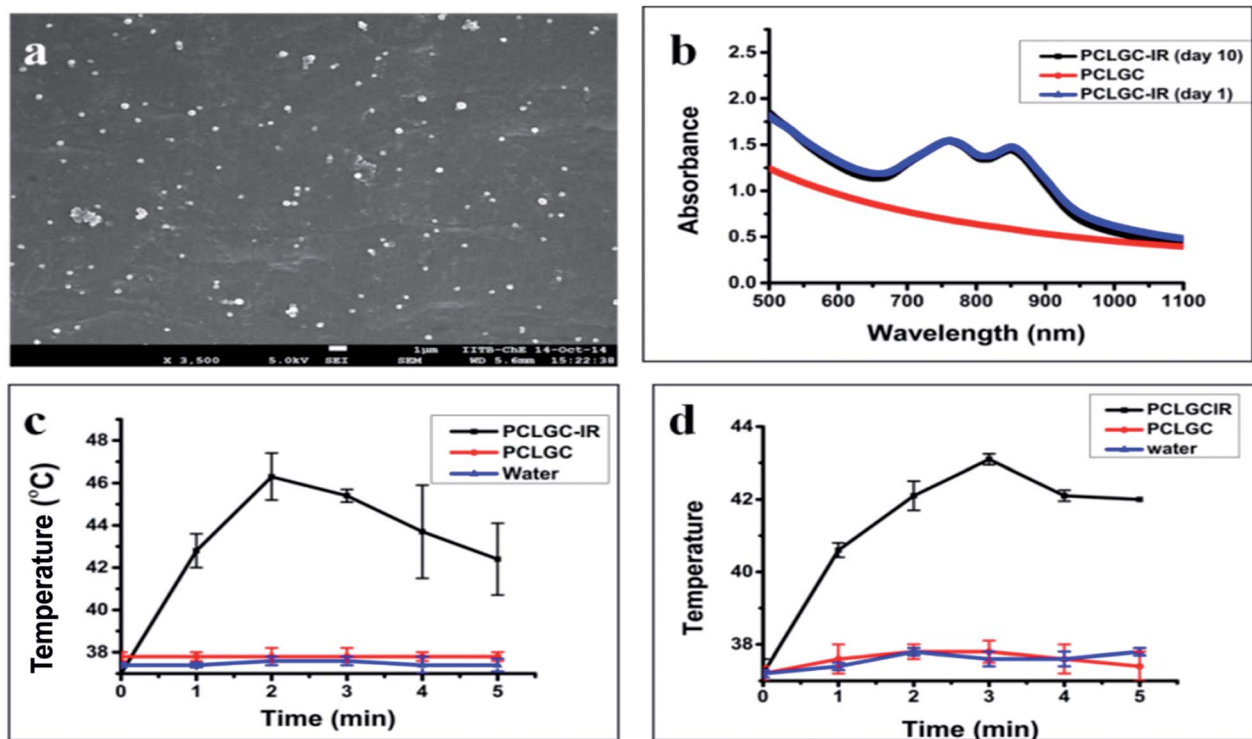 a
X 3,500 5.0kV SEI 1μm IITB-ChE 14-Oct-14
SEM WD 5.6mm 15:22:38
b
PCLGC-IR (day 10)
PCLGC
PCLGC-IR (day 1)
2.5
2.0
1.5
1.0
0.5
0.0
Absorbance
500 600 700 800 900 1000 1100
Wavelength (nm)
c
PCLGC-IR
PCLGC
Water
48
46
44
42
40
38
Temperature (°C)
0 1 2 3 4 5
Time (min)
d
PCLGCIR
PCLGC
water
44
42
40
38
Temperature
0 1 2 3 4 5
Time (min)